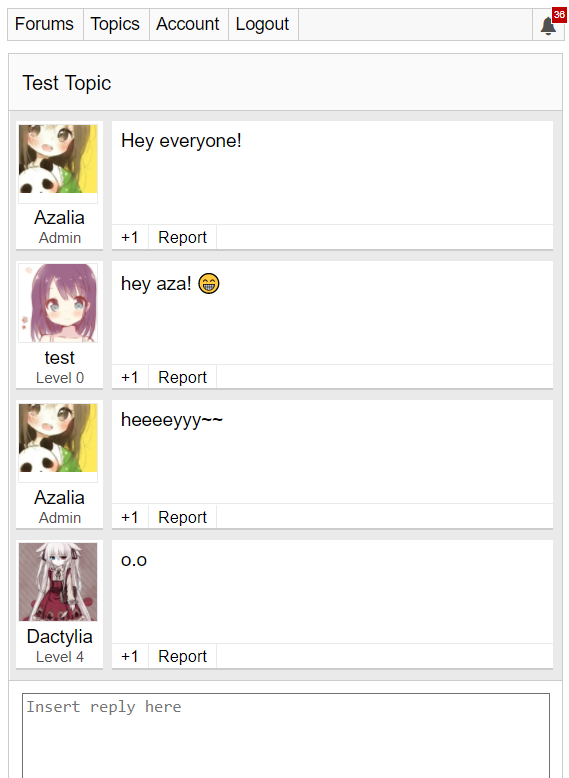 Forums Topics Account Logout 36
Test Topic
Hey everyone!
Azalia
Admin
+1 Report
hey aza! 😁
test
Level 0
+1 Report
heeeeyyy~~
Azalia
Admin
+1 Report
o.o
Dactylia
Level 4
+1 Report
Insert reply here